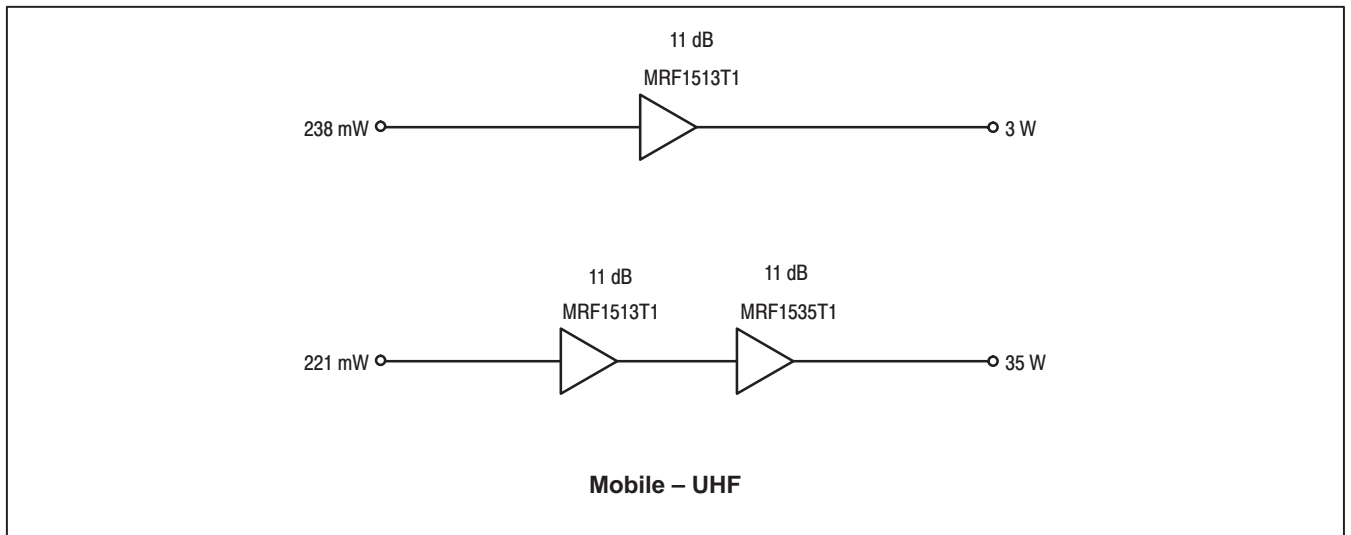 11 dB
MRF1513T1
238 mW
3 W
11 dB
11 dB
MRF1513T1
MRF1535T1
221 mW
35 W
Mobile – UHF